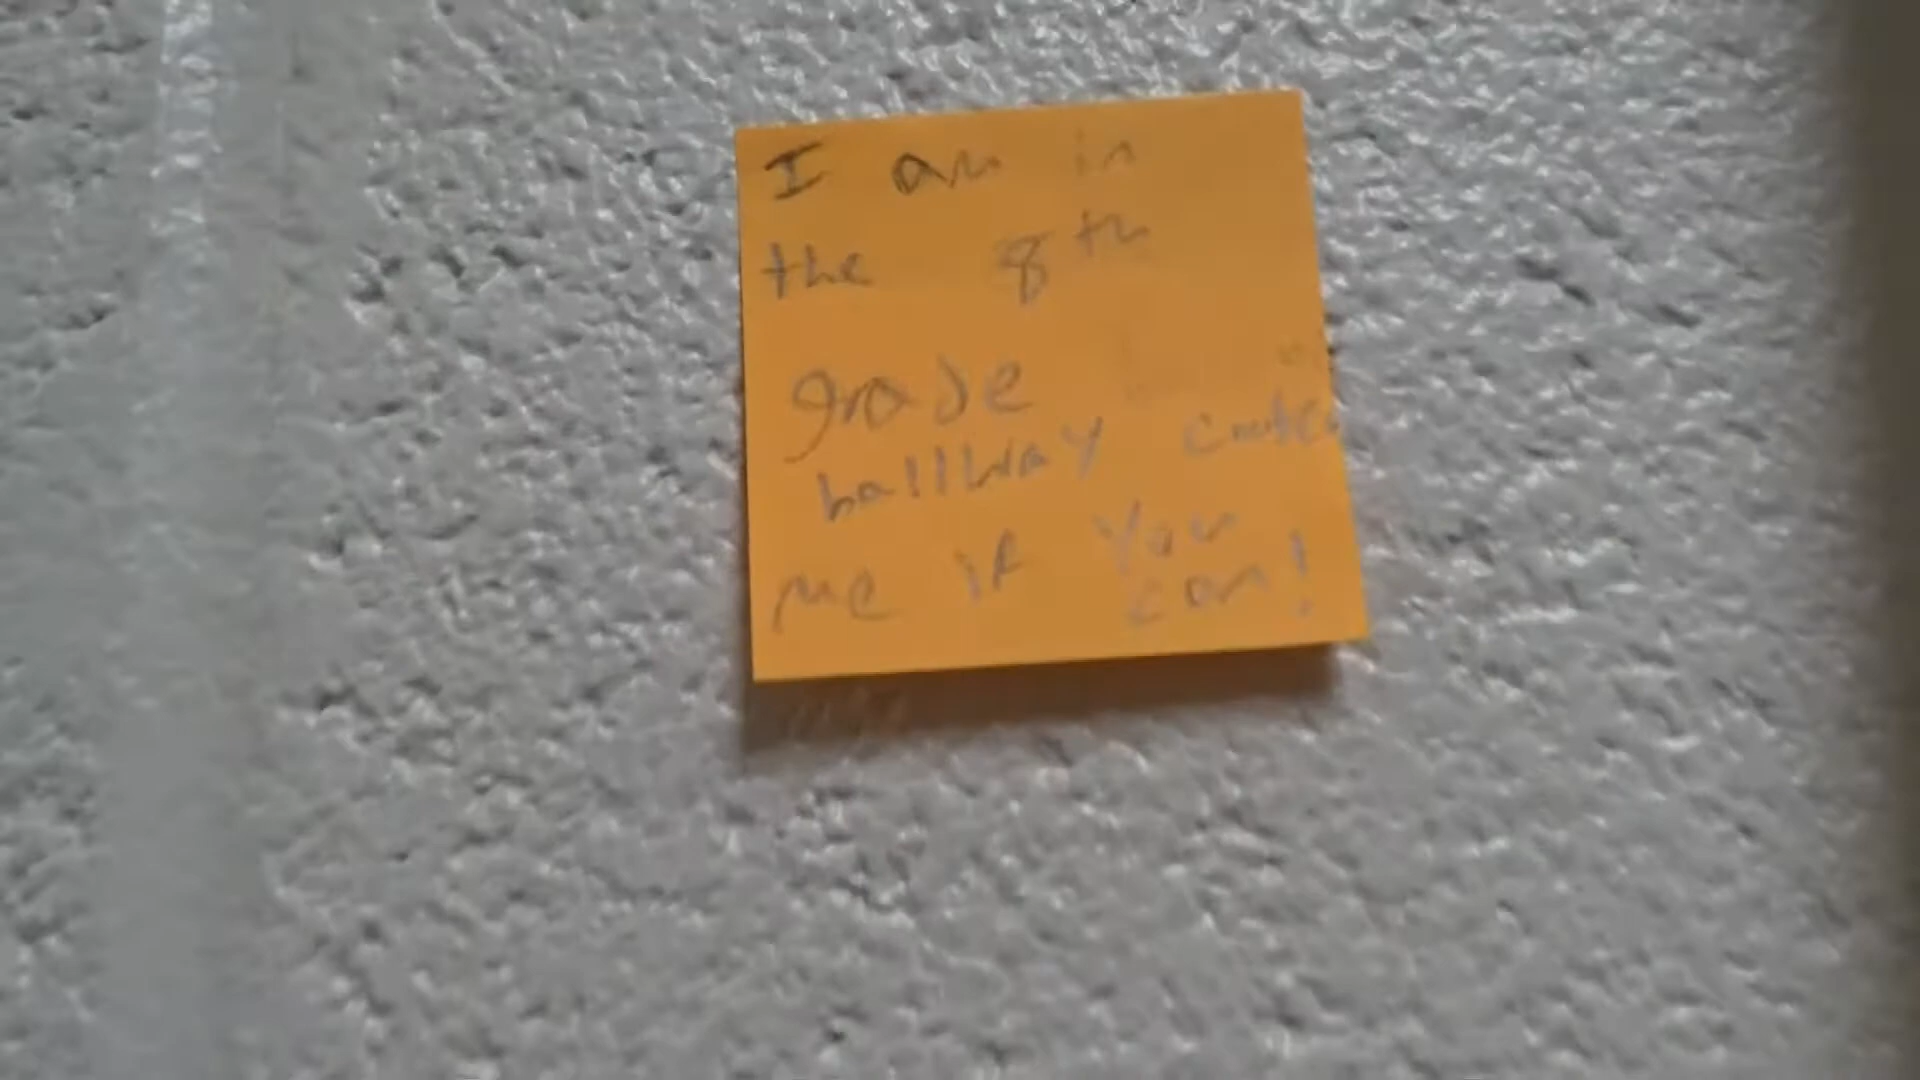 I am in
the 8th
grade
hallway
me if you
can!